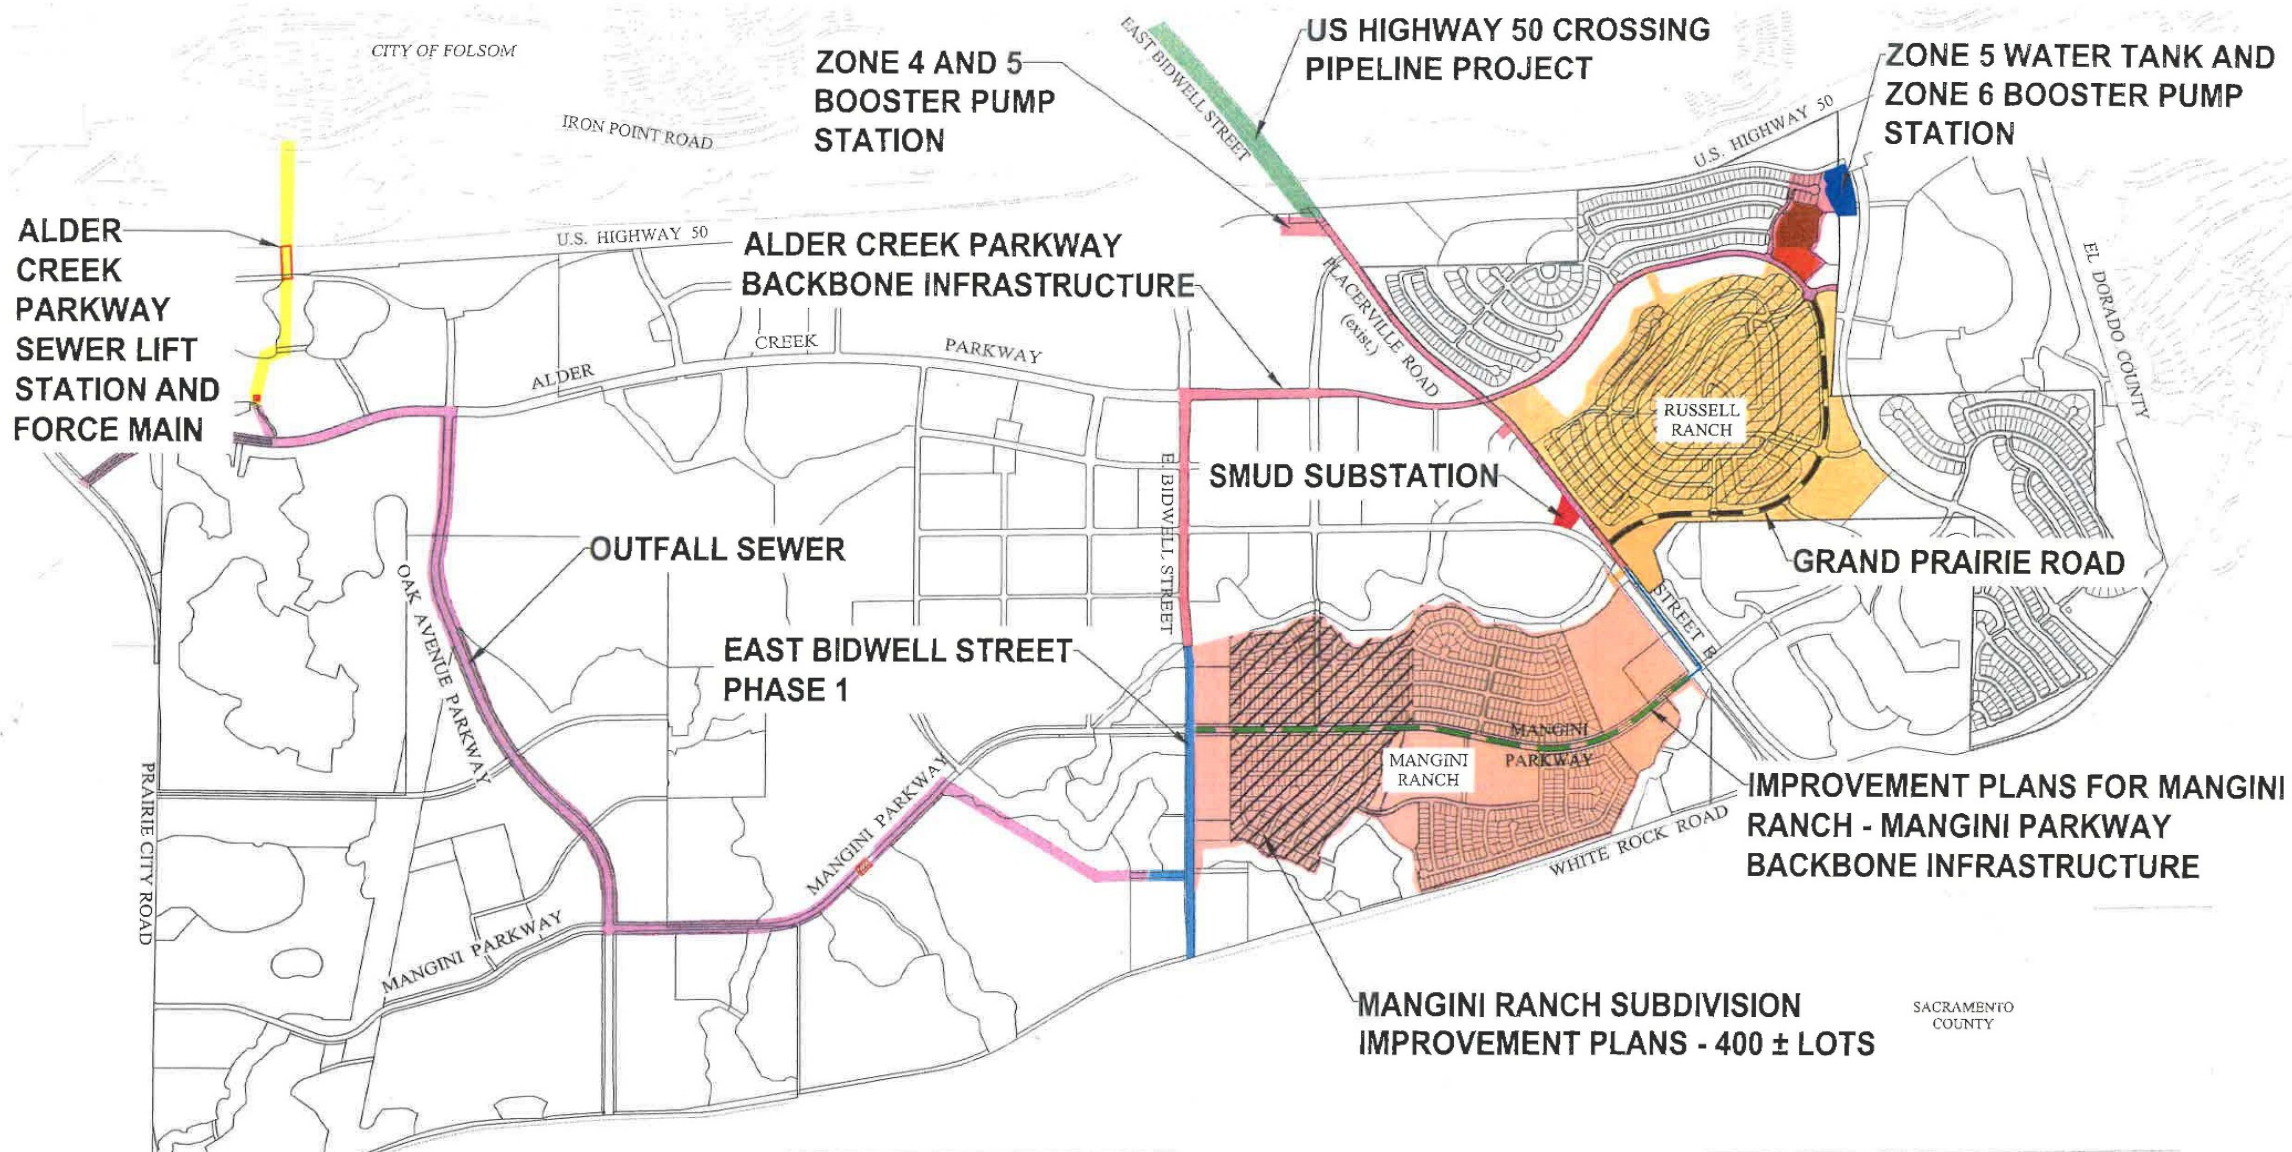 CITY OF FOLSOM
IRON POINT ROAD
ZONE 4 AND 5
BOOSTER PUMP
STATION
EAST BIDWELL STREET
US HIGHWAY 50 CROSSING
PIPELINE PROJECT
ZONE 5 WATER TANK AND
ZONE 6 BOOSTER PUMP
STATION
U.S. HIGHWAY 50
ALDER
CREEK
PARKWAY
SEWER LIFT
STATION AND
FORCE MAIN
U.S. HIGHWAY 50
ALDER CREEK PARKWAY
BACKBONE INFRASTRUCTURE
PLACERVILLE ROAD
(exist.)
EL DORADO COUNTY
ALDER
CREEK
PARKWAY
RUSSELL
RANCH
SMUD SUBSTATION
E. BIDWELL STREET
OUTFALL SEWER
GRAND PRAIRIE ROAD
OAK AVENUE PARKWAY
STREET B
EAST BIDWELL STREET
PHASE 1
MANGINI
PARKWAY
MANGINI
RANCH
PRAIRIE CITY ROAD
MANGINI PARKWAY
IMPROVEMENT PLANS FOR MANGINI
RANCH - MANGINI PARKWAY
BACKBONE INFRASTRUCTURE
WHITE ROCK ROAD
MANGINI PARKWAY
MANGINI RANCH SUBDIVISION
IMPROVEMENT PLANS - 400 ± LOTS
SACRAMENTO
COUNTY